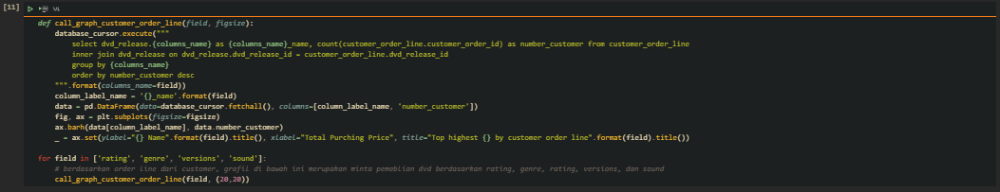 [11]
def call_graph_customer_order_line(field, figsize):
    database_cursor.execute("""
        select dvd_release.{columns_name} as {columns_name}_name, count(customer_order_line.customer_order_id) as number_customer from customer_order_line
        inner join dvd_release on dvd_release.dvd_release_id = customer_order_line.dvd_release_id
        group by {columns_name}
        order by number_customer desc
    """.format(columns_name=field))
    column_label_name = '{}_name'.format(field)
    data = pd.DataFrame(data=database_cursor.fetchall(), columns=[column_label_name, 'number_customer'])
    fig, ax = plt.subplots(figsize=figsize)
    ax.barh(data[column_label_name], data.number_customer)
    _ = ax.set(ylabel="{} Name".format(field).title(), xlabel="Total Purching Price", title="Top highest {} by customer order line".format(field).title())
for field in ['rating', 'genre', 'versions', 'sound']:
    # berdasarkan order line dari customer, grafil di bawah ini merupakan minta pemeblian dvd berdasarkan rating, genre, rating, versions, dan sound
    call_graph_customer_order_line(field, (20,20))